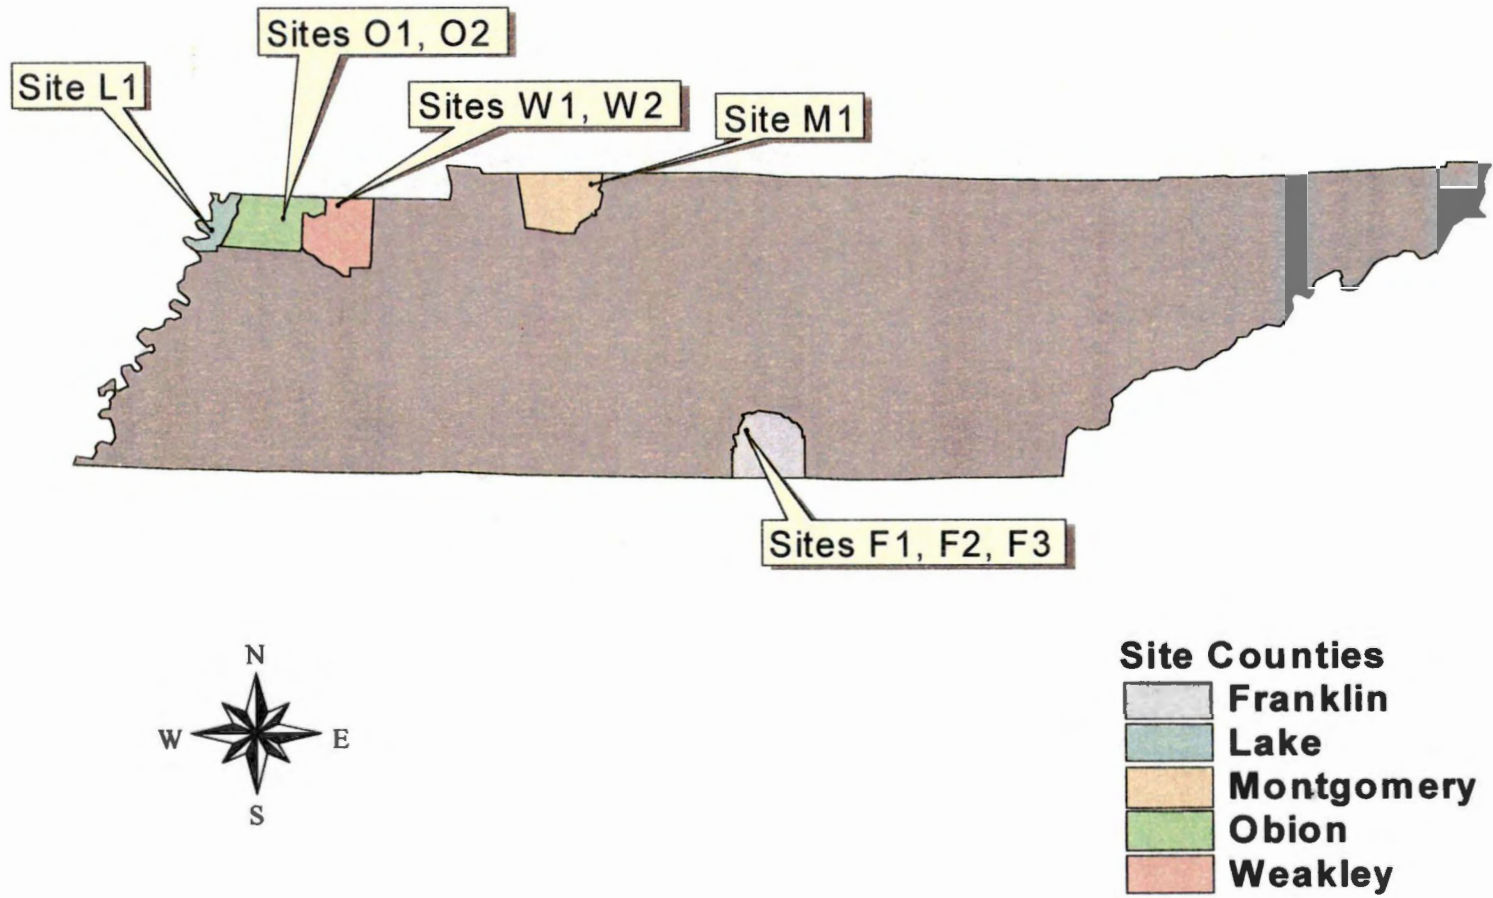 Sites O1, O2
Site L1
Sites W1, W2
Site M1
Sites F1, F2, F3
N
W E
S
Site Counties
Franklin
Lake
Montgomery
Obion
Weakley